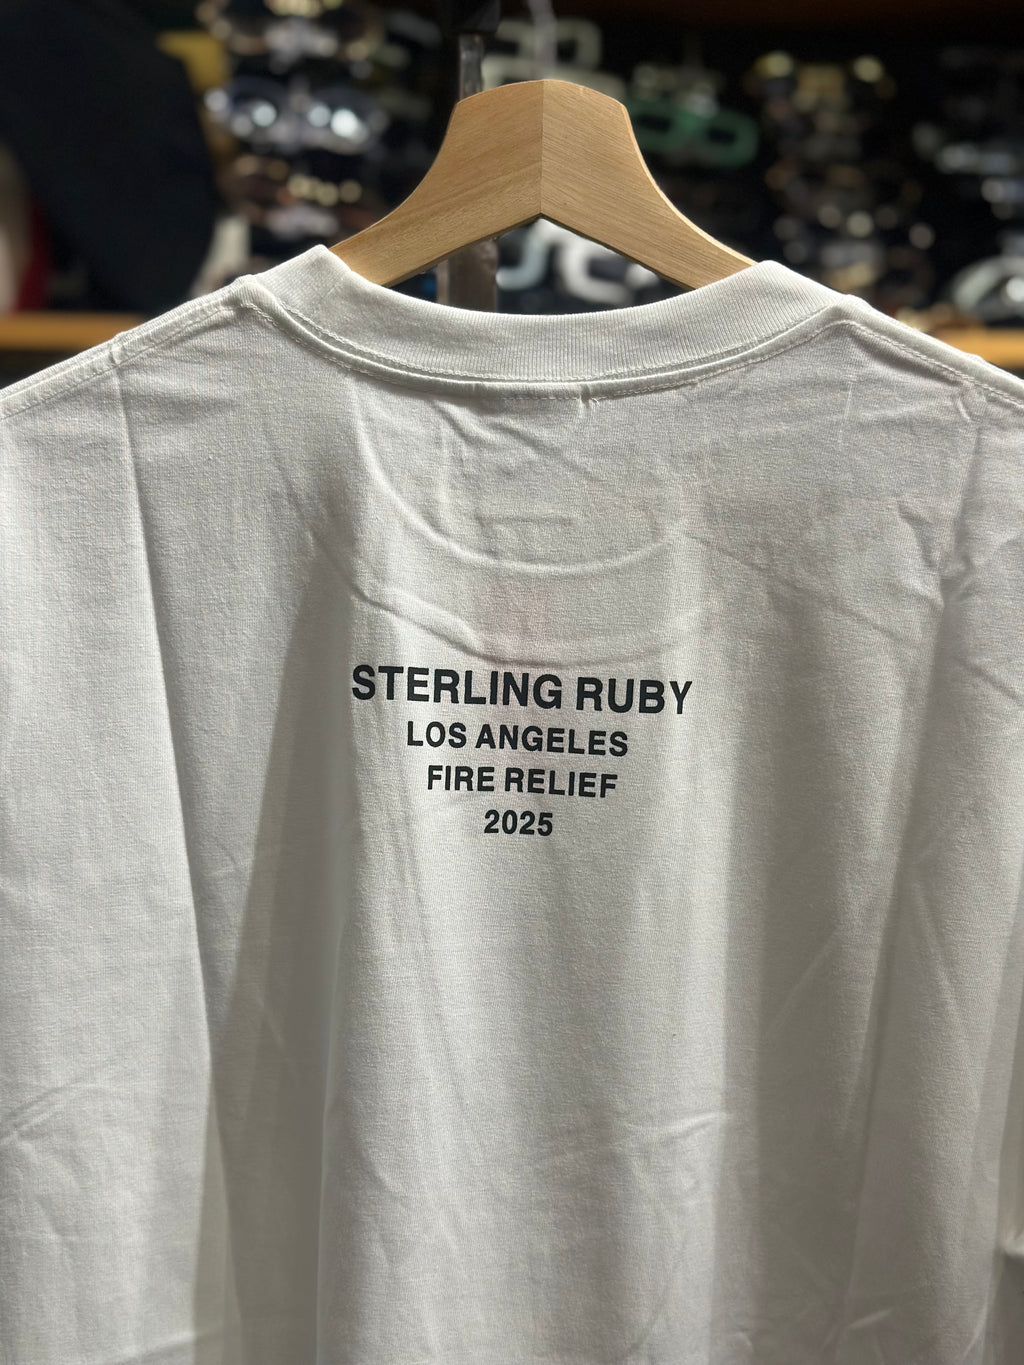 STERLING RUBY
LOS ANGELES
FIRE RELIEF
2025